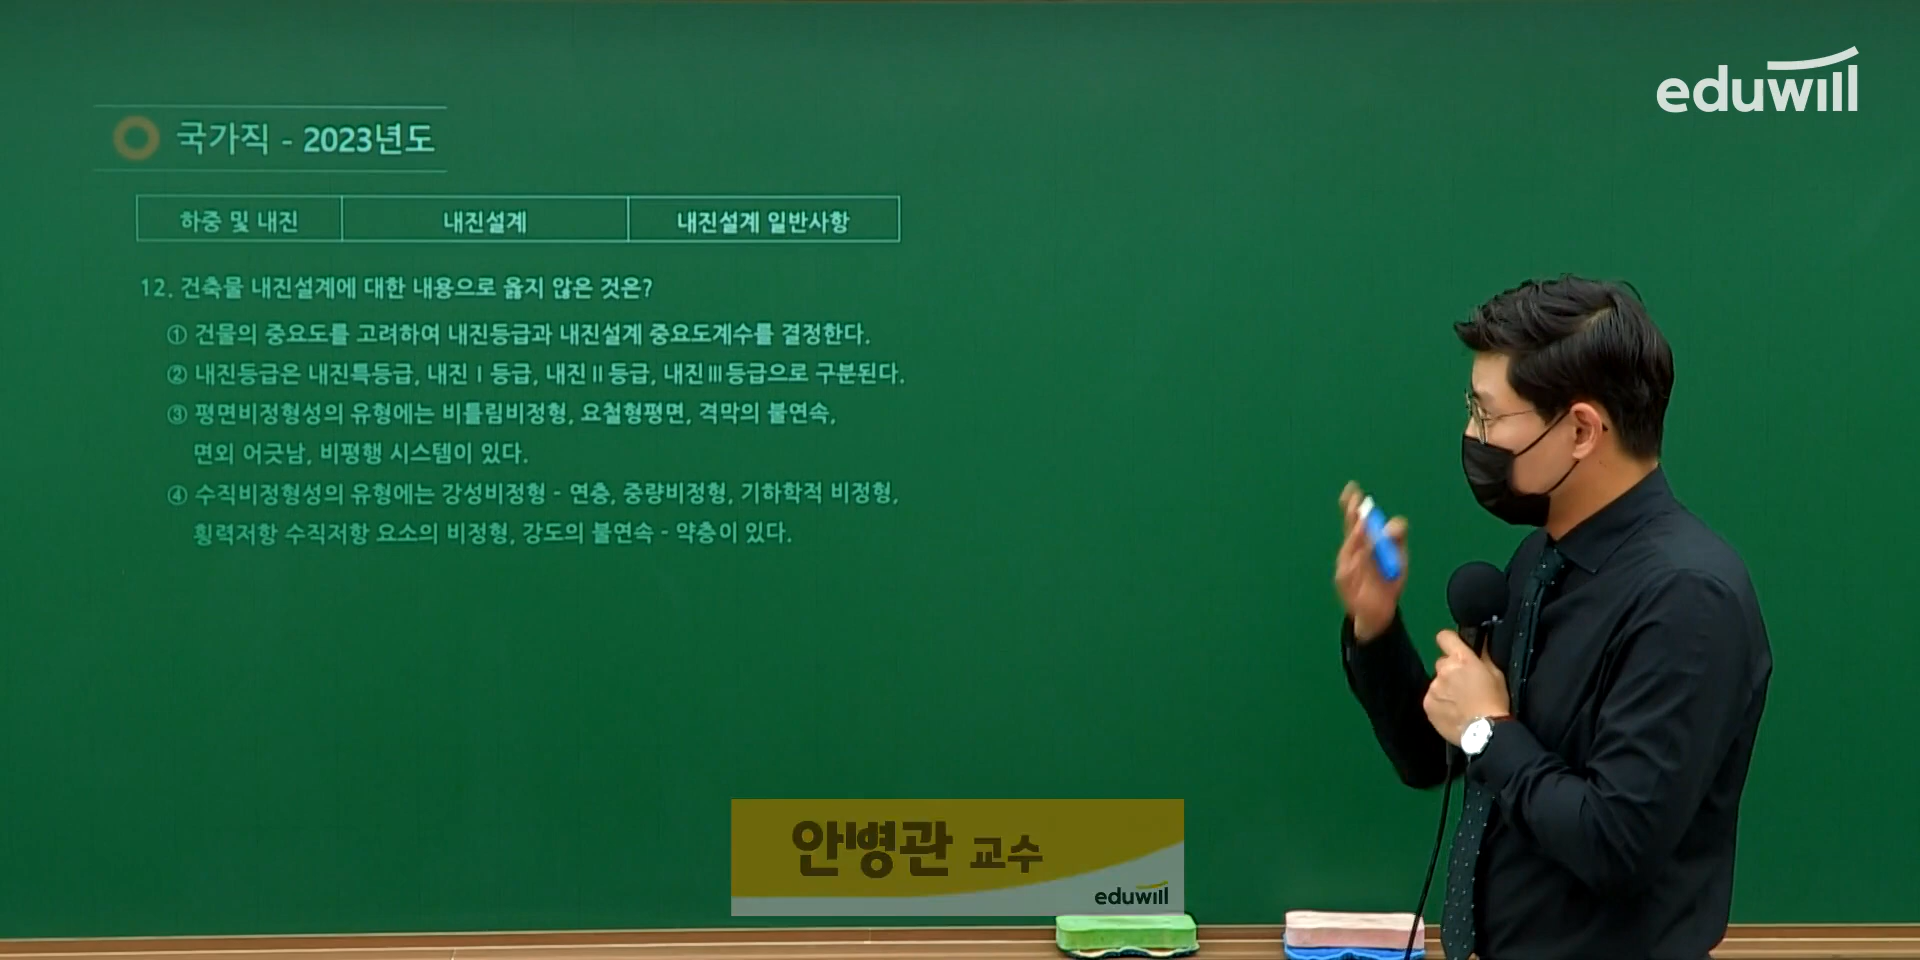 eduwill
국가직 - 2023년도
하중 및 내진 내진설계 내진설계 일반사항
12. 건축물 내진설계에 대한 내용으로 옳지 않은 것은?
① 건물의 중요도를 고려하여 내진등급과 내진설계 중요도계수를 결정한다.
② 내진등급은 내진특등급, 내진Ⅰ등급, 내진Ⅱ등급, 내진Ⅲ등급으로 구분된다.
③ 평면비정형성의 유형에는 비틀림비정형, 요철형평면, 격막의 불연속,
면외 어긋남, 비평행 시스템이 있다.
④ 수직비정형성의 유형에는 강성비정형 - 연층, 중량비정형, 기하학적 비정형,
횡력저항 수직저항 요소의 비정형, 강도의 불연속 - 약층이 있다.
안병관 교수
eduwill